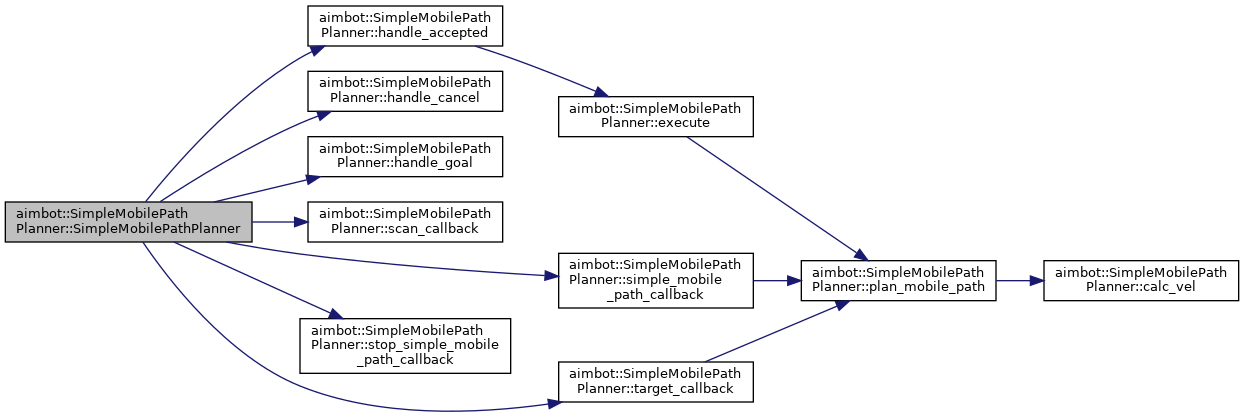 aimbot::SimpleMobilePath
Planner::SimpleMobilePathPlanner
aimbot::SimpleMobilePath
Planner::handle_accepted
aimbot::SimpleMobilePath
Planner::handle_cancel
aimbot::SimpleMobilePath
Planner::handle_goal
aimbot::SimpleMobilePath
Planner::scan_callback
aimbot::SimpleMobilePath
Planner::stop_simple_mobile
_path_callback
aimbot::SimpleMobilePath
Planner::execute
aimbot::SimpleMobilePath
Planner::simple_mobile
_path_callback
aimbot::SimpleMobilePath
Planner::target_callback
aimbot::SimpleMobilePath
Planner::plan_mobile_path
aimbot::SimpleMobilePath
Planner::calc_vel